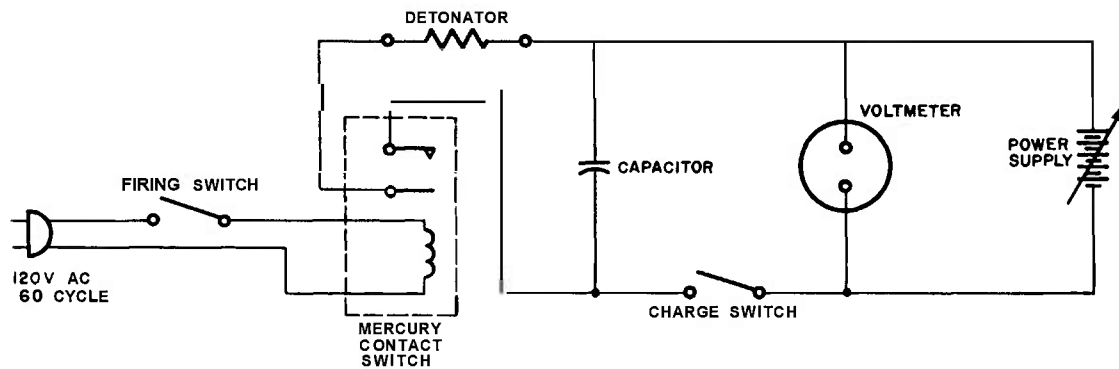 DETONATOR
VOLTMETER
POWER
SUPPLY
CAPACITOR
FIRING SWITCH
120V AC
60 CYCLE
CHARGE SWITCH
MERCURY
CONTACT
SWITCH